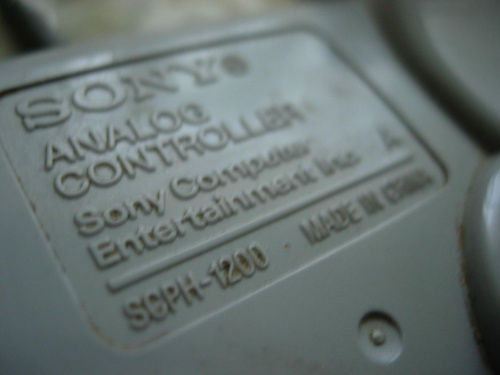 SONY®
ANALOG
CONTROLLER
Sony Computer
Entertainment Inc. A
SCPH-1200 MADE IN CHINA